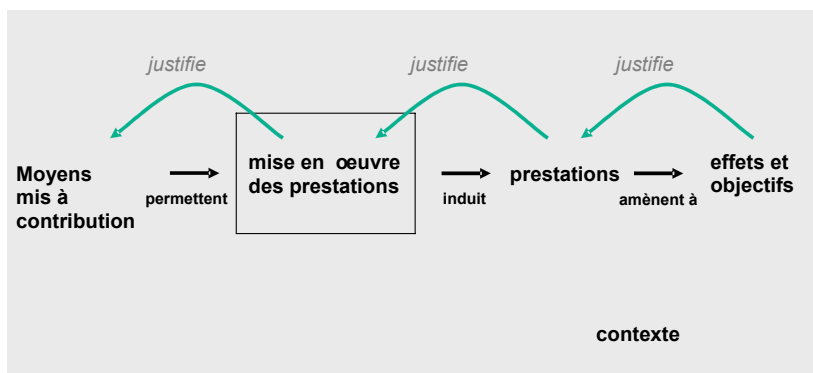 justifie
justifie
justifie
Moyens
mis à
contribution
permettent
mise en œuvre
des prestations
induit
prestations
amènent à
effets et
objectifs
contexte